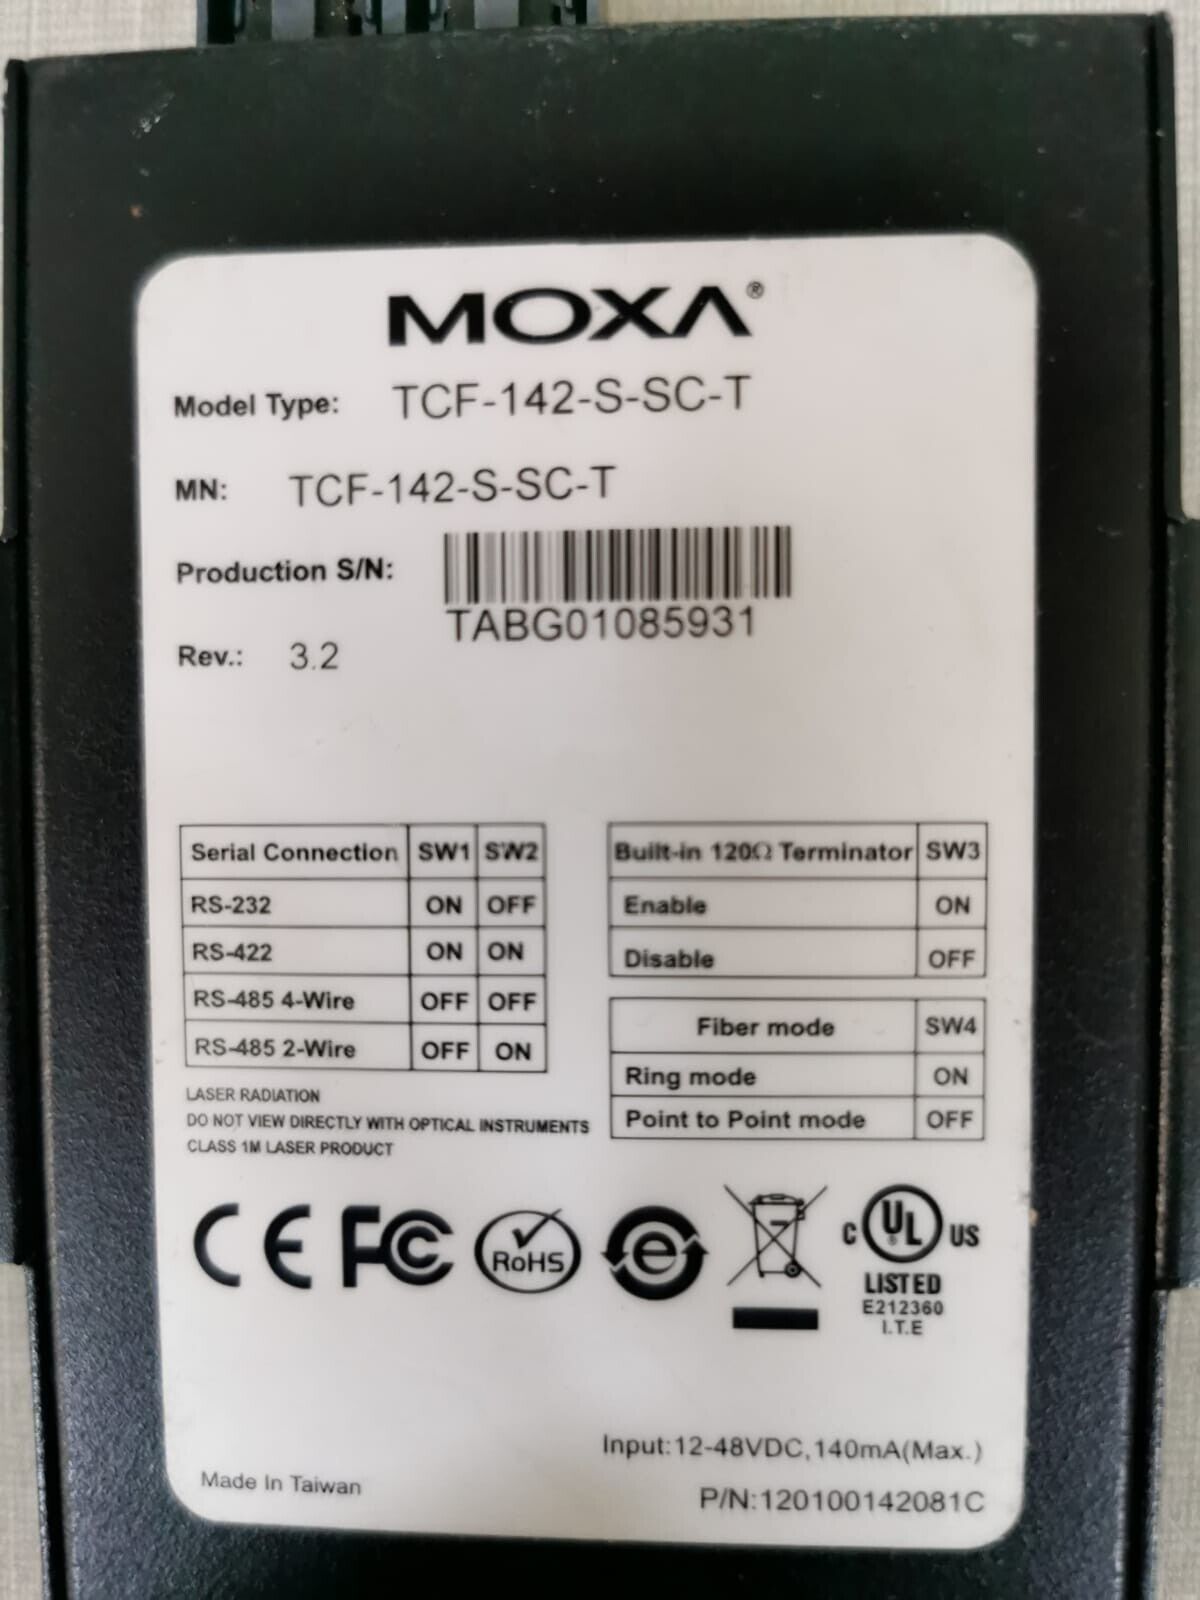 MOXA®
Model Type: TCF-142-S-SC-T
MN: TCF-142-S-SC-T
Production S/N:
TABG01085931
Rev.: 3.2
Serial Connection SW1 SW2
RS-232 ON OFF
RS-422 ON ON
RS-485 4-Wire OFF OFF
RS-485 2-Wire OFF ON
Built-in 120Ω Terminator SW3
Enable ON
Disable OFF
Fiber mode SW4
Ring mode ON
Point to Point mode OFF
LASER RADIATION
DO NOT VIEW DIRECTLY WITH OPTICAL INSTRUMENTS
CLASS 1M LASER PRODUCT
CE FC RoHS e C UL® US
LISTED
E212360
I.T.E
Input:12-48VDC,140mA(Max.)
Made In Taiwan
P/N:120100142081C